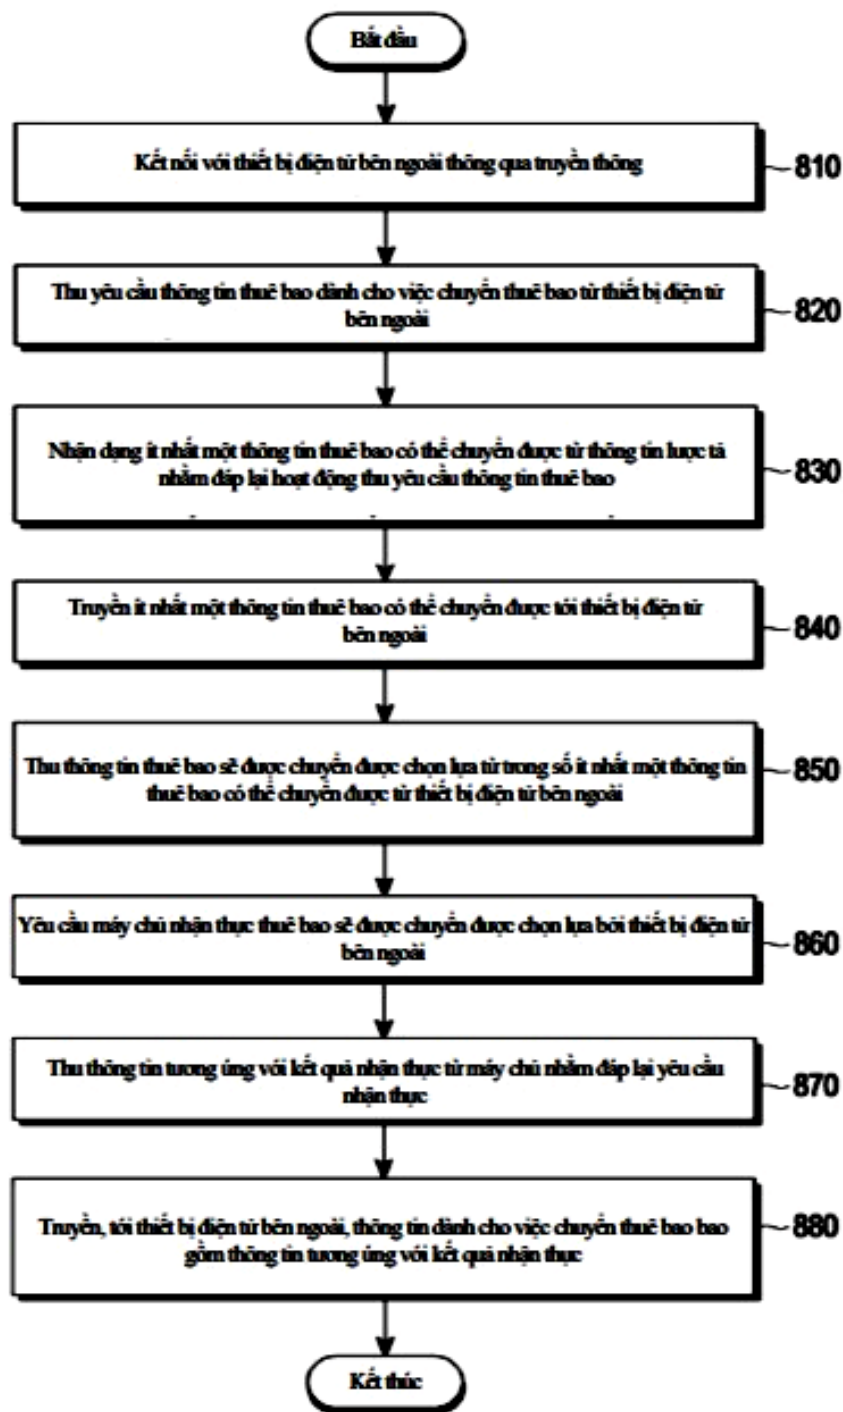 Bắt đầu
Kết nối với thiết bị điện tử bên ngoài thông qua truyền thông
810
Thu yêu cầu thông tin thuê bao dành cho việc chuyển thuê bao từ thiết bị điện tử
bên ngoài
820
Nhận dạng ít nhất một thông tin thuê bao có thể chuyển được từ thông tin lược tả
nhằm đáp lại hoạt động thu yêu cầu thông tin thuê bao
830
Truyền ít nhất một thông tin thuê bao có thể chuyển được tới thiết bị điện tử
bên ngoài
840
Thu thông tin thuê bao sẽ được chuyển được chọn lựa từ trong số ít nhất một thông tin
thuê bao có thể chuyển được từ thiết bị điện tử bên ngoài
850
Yêu cầu máy chủ nhận thực thuê bao sẽ được chuyển được chọn lựa bởi thiết bị điện tử
bên ngoài
860
Thu thông tin tương ứng với kết quả nhận thực từ máy chủ nhằm đáp lại yêu cầu
nhận thực
870
Truyền, tới thiết bị điện tử bên ngoài, thông tin dành cho việc chuyển thuê bao bao
gồm thông tin tương ứng với kết quả nhận thực
880
Kết thúc